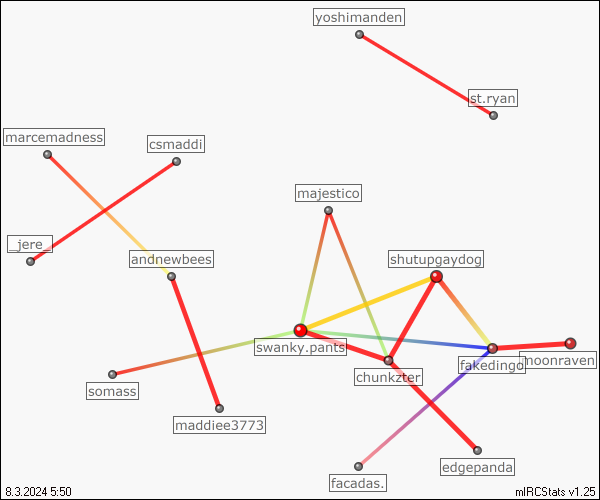 yoshimanden
st.ryan
marcemadness
csmaddi
majestico
_jere_
andnewbees
shutupgaydog
swanky.pants
fakedingo
moonraven
chunkzter
somass
maddiee3773
edgepanda
facadas.
8.3.2024 5:50
mIRCStats v1.25